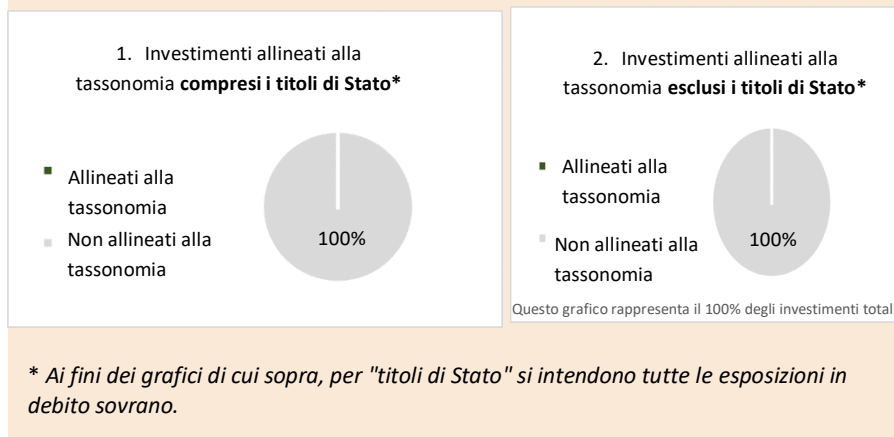 1. Investimenti allineati alla
tassonomia compresi i titoli di Stato*
Allineati alla
tassonomia
Non allineati alla
tassonomia
100%
2. Investimenti allineati alla
tassonomia esclusi i titoli di Stato*
Allineati alla
tassonomia
Non allineati alla
tassonomia
100%
Questo grafico rappresenta il 100% degli investimenti total
* Ai fini dei grafici di cui sopra, per "titoli di Stato" si intendono tutte le esposizioni in
debito sovrano.